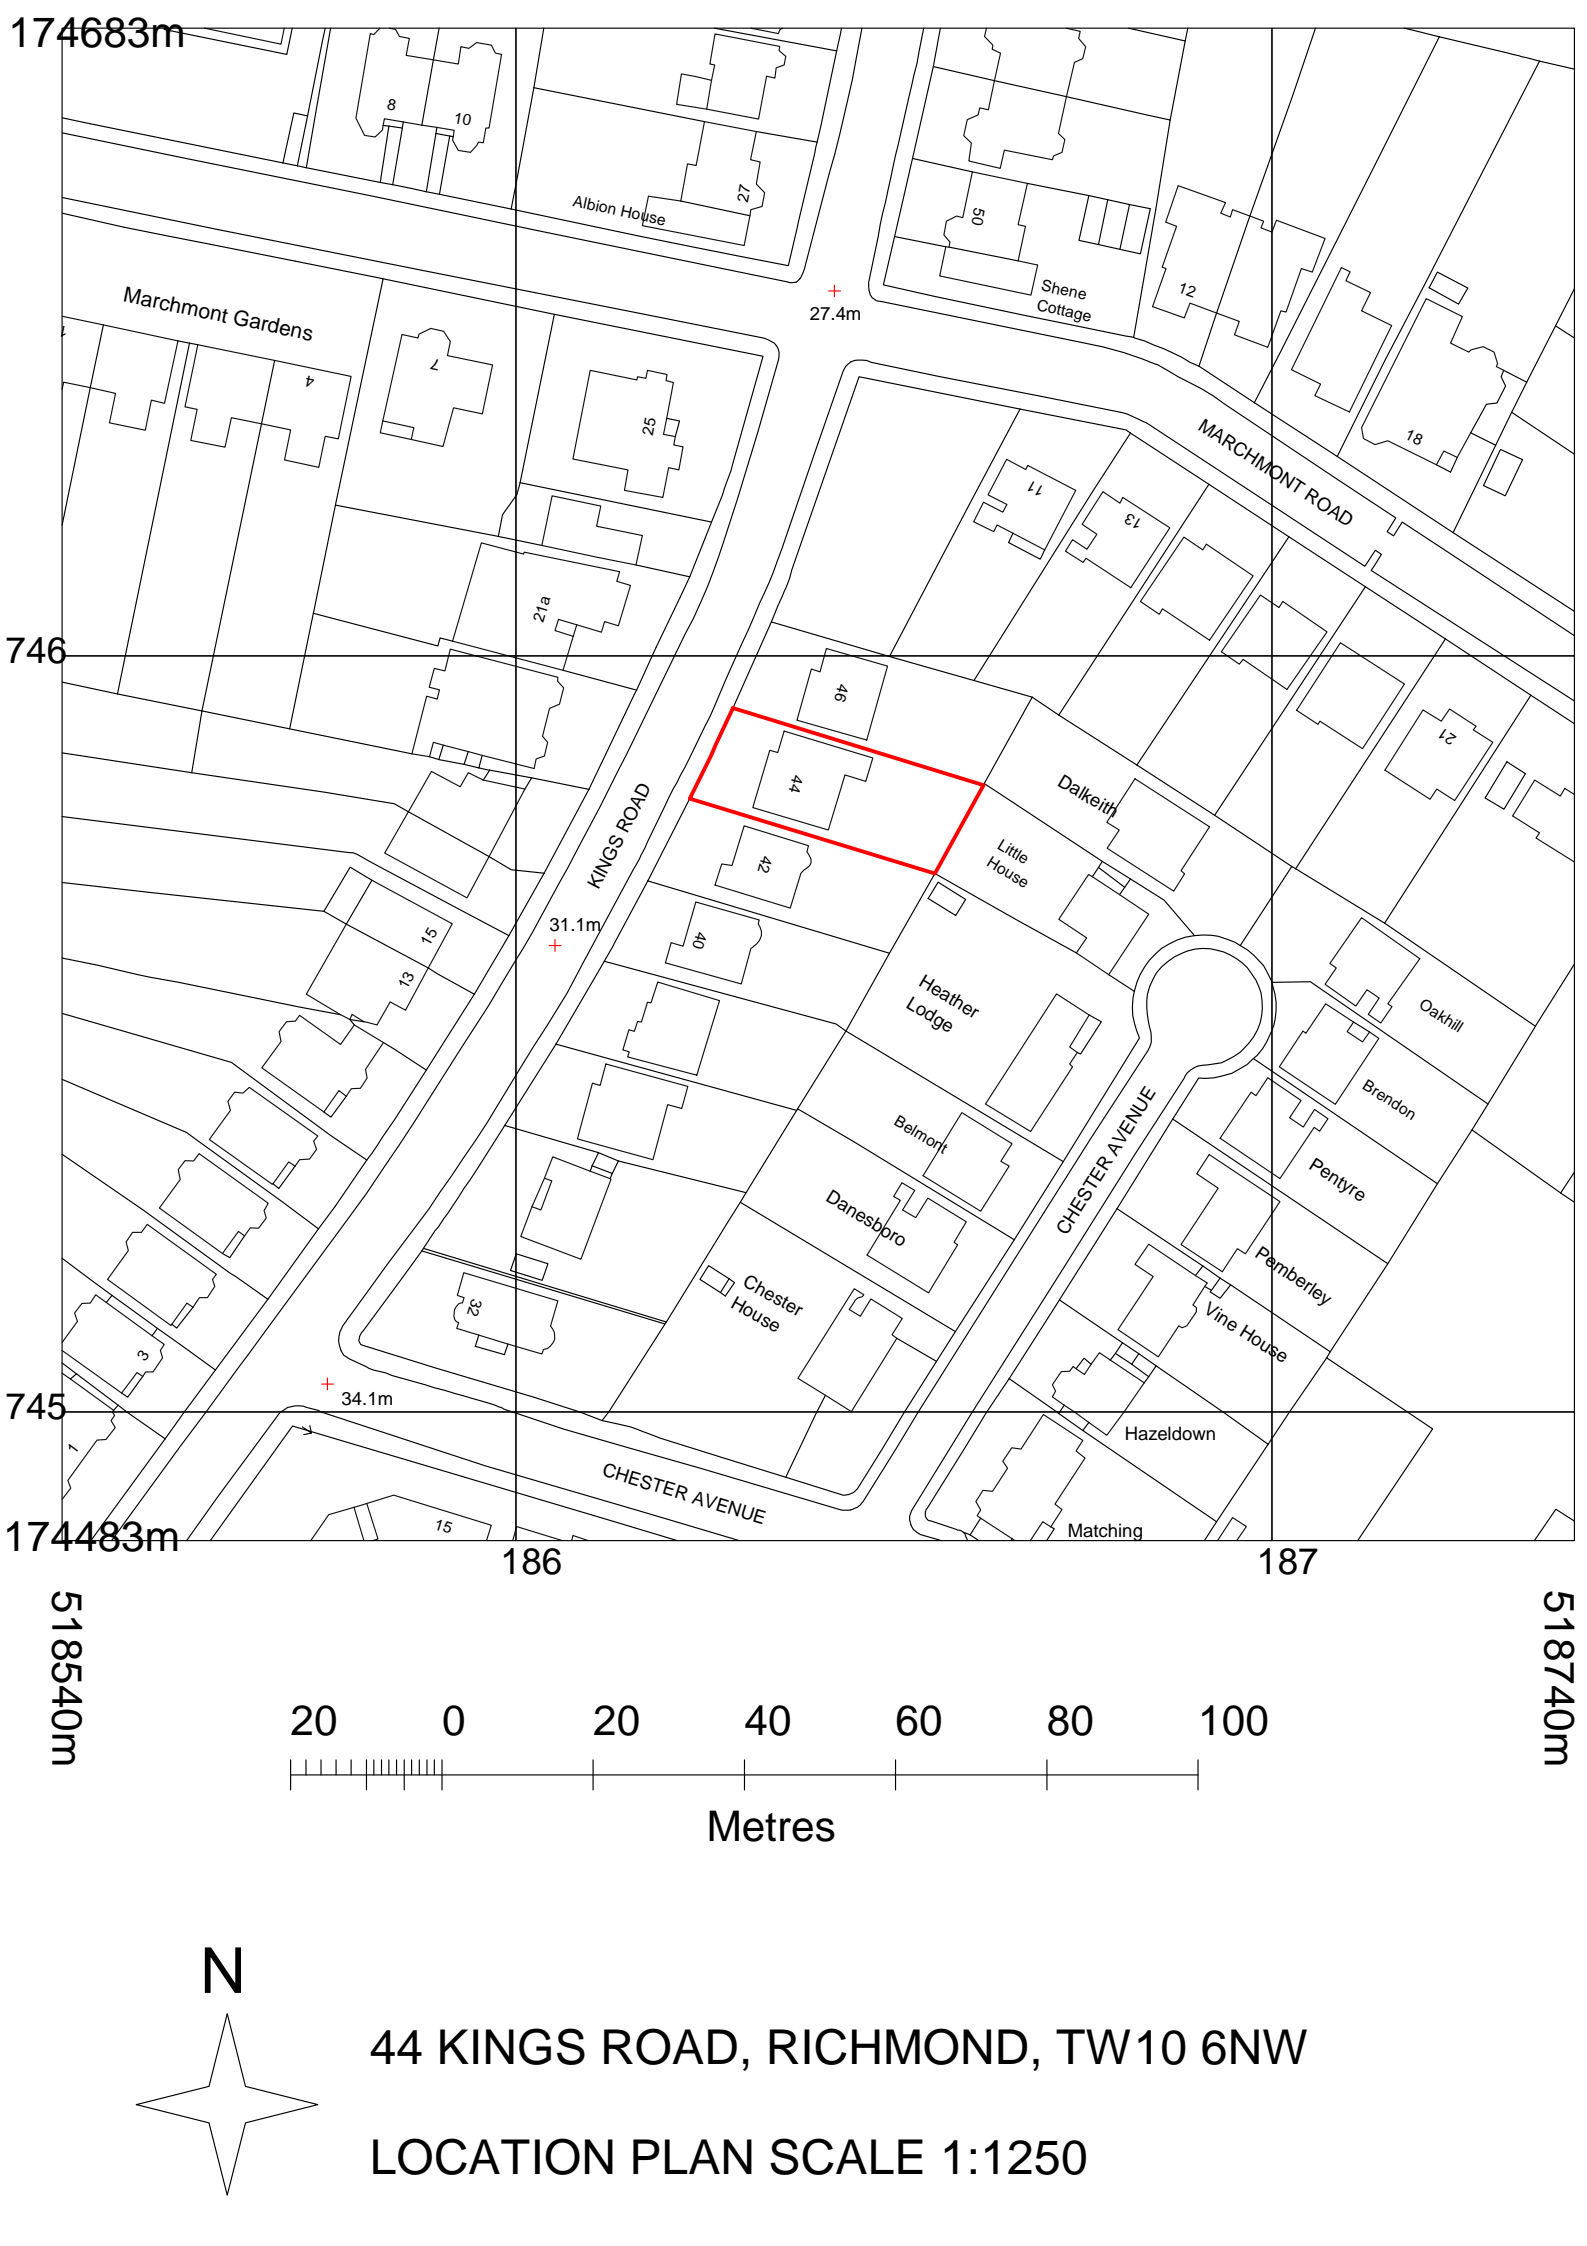 174683m
8
10
27
Albion House
50
Shene
Cottage
12
27.4m
Marchmont Gardens
1
4
7
25
18
MARCHMONT ROAD
11
13
21a
746
46
21
44
Dalkeith
KINGS ROAD
42
Little
House
31.1m
15
13
40
Heather
Lodge
Oakhill
Brendon
Belmont
CHESTER AVENUE
Pentyre
Danesboro
Pemberley
Chester
House
32
Vine House
3
34.1m
745
1
Hazeldown
CHESTER AVENUE
15
Matching
174483m
186
187
518540m
518740m
20 0 20 40 60 80 100
Metres
N
44 KINGS ROAD, RICHMOND, TW10 6NW
LOCATION PLAN SCALE 1:1250